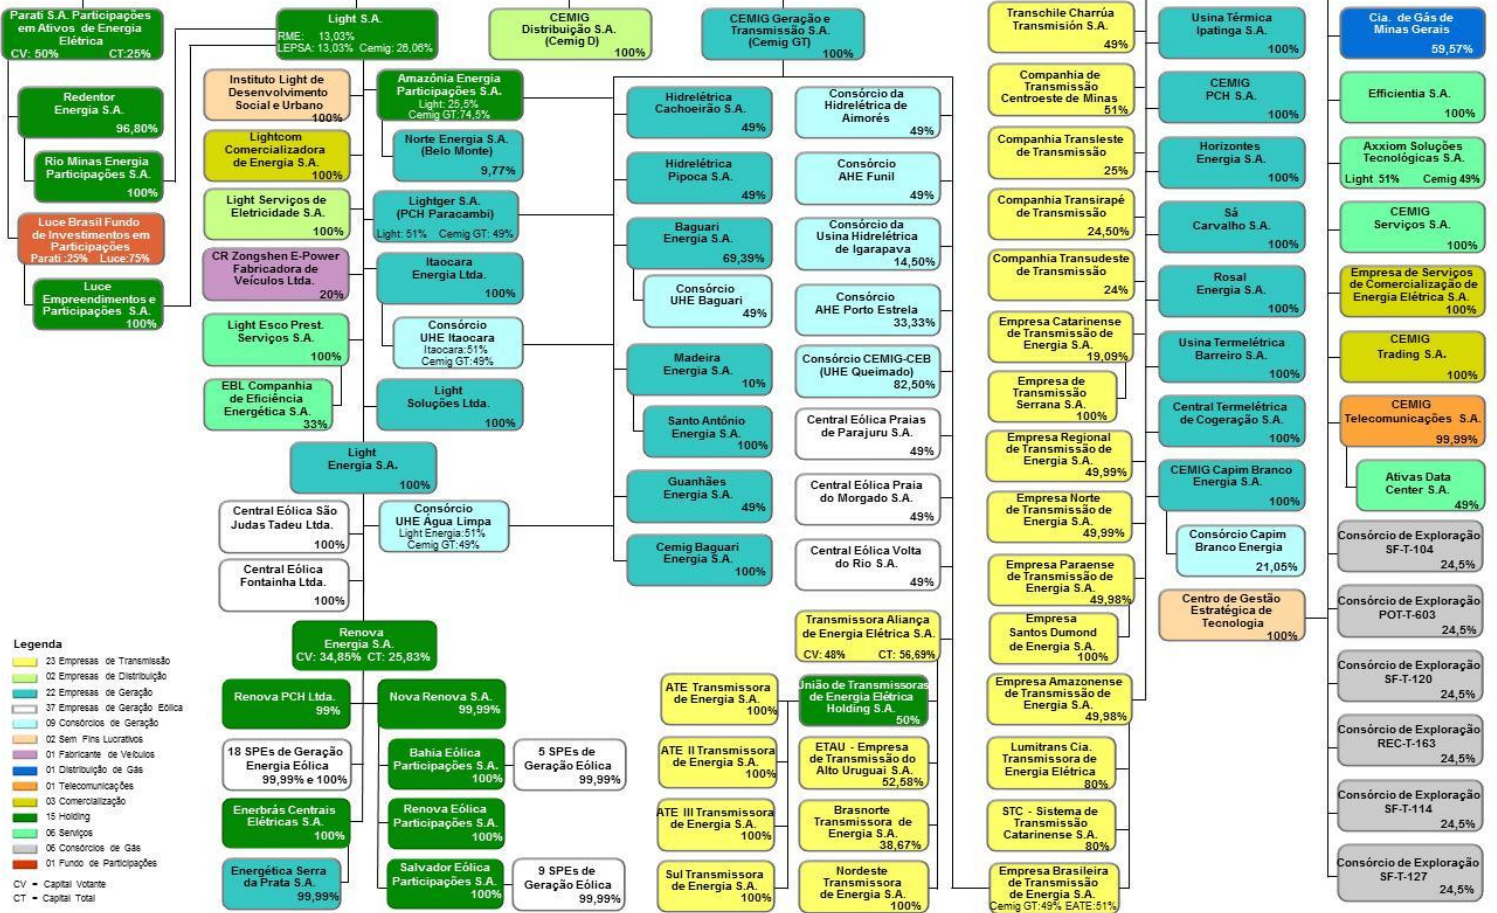 Parati S.A. Participações
em Ativos de Energia
Elétrica
CV: 50% CT:25%
Redentor
Energia S.A.
96,80%
Rio Minas Energia
Participações S.A.
100%
Luce Brasil Fundo
de Investimentos em
Participações
Parati :25% Luce:75%
Luce
Empreendimentos e
Participações S.A.
100%
Light S.A.
RME: 13,03%
LEPSA: 13,03% Cemig: 26,06%
Instituto Light de
Desenvolvimento
Social e Urbano
100%
Lightcom
Comercializadora
de Energia S.A.
100%
Light Serviços de
Eletricidade S.A.
100%
CR Zongshen E-Power
Fabricadora de
Veículos Ltda.
20%
Light Esco Prest.
Serviços S.A.
100%
EBL Companhia
de Eficiência
Energética S.A.
33%
Amazônia Energia
Participações S.A.
Light: 25,5%
Cemig GT:74,5%
Norte Energia S.A.
(Belo Monte)
9,77%
Lightger S.A.
(PCH Paracambi)
Light: 51% Cemig GT: 49%
Itaocara
Energia Ltda.
100%
Consórcio
UHE Itaocara
Itaocara:51%
Cemig GT:49%
Light
Soluções Ltda.
100%
Light
Energia S.A.
100%
Central Eólica São
Judas Tadeu Ltda.
100%
Central Eólica
Fontainha Ltda.
100%
Consórcio
UHE Água Limpa
Light Energia:51%
Cemig GT:49%
Renova
Energia S.A.
CV: 34,85% CT: 25,83%
Renova PCH Ltda.
99%
Nova Renova S.A.
99,99%
18 SPEs de Geração
Energia Eólica
99,99% e 100%
Bahia Eólica
Participações S.A.
100%
5 SPEs de
Geração Eólica
99,99%
Enerbrás Centrais
Elétricas S.A.
100%
Renova Eólica
Participações S.A.
100%
Energética Serra
da Prata S.A.
99,99%
Salvador Eólica
Participações S.A.
100%
9 SPEs de
Geração Eólica
99,99%
CEMIG
Distribuição S.A.
(Cemig D)
100%
CEMIG Geração e
Transmissão S.A.
(Cemig GT)
100%
Hidrelétrica
Cachoeirão S.A.
49%
Hidrelétrica
Pipoca S.A.
49%
Baguari
Energia S.A.
69,39%
Consórcio
UHE Baguari
49%
Madeira
Energia S.A.
10%
Santo Antônio
Energia S.A.
100%
Guanhães
Energia S.A.
49%
Cemig Baguari
Energia S.A.
100%
Consórcio da
Hidrelétrica de
Aimorés
49%
Consórcio
AHE Funil
49%
Consórcio da
Usina Hidrelétrica
de Igarapava
14,50%
Consórcio
AHE Porto Estrela
33,33%
Consórcio CEMIG-CEB
(UHE Queimado)
82,50%
Central Eólica Praias
de Parajuru S.A.
49%
Central Eólica Praia
do Morgado S.A.
49%
Central Eólica Volta
do Rio S.A.
49%
Transmissora Aliança
de Energia Elétrica S.A.
CV: 48% CT: 56,69%
ATE Transmissora
de Energia S.A.
100%
União de Transmissoras
de Energia Elétrica
Holding S.A.
50%
ATE II Transmissora
de Energia S.A.
100%
ETAU - Empresa
de Transmissão do
Alto Uruguai S.A.
52,58%
ATE III Transmissora
de Energia S.A.
100%
Brasnorte
Transmissora de
Energia S.A.
38,67%
Sul Transmissora
de Energia S.A.
100%
Nordeste
Transmissora
de Energia S.A.
100%
Transchile Charrúa
Transmisión S.A.
49%
Companhia de
Transmissão
Centroeste de Minas
51%
Companhia Transleste
de Transmissão
25%
Companhia Transirapé
de Transmissão
24,50%
Companhia Transudeste
de Transmissão
24%
Empresa Catarinense
de Transmissão de
Energia S.A.
19,09%
Empresa de
Transmissão
Serrana S.A.
100%
Empresa Regional
de Transmissão de
Energia S.A.
49,99%
Empresa Norte
de Transmissão de
Energia S.A.
49,99%
Empresa Paraense
de Transmissão de
Energia S.A.
49,98%
Empresa
Santos Dumond
de Energia S.A.
100%
Empresa Amazonense
de Transmissão de
Energia S.A.
49,98%
Lumitrans Cia.
Transmissora de
Energia Elétrica
80%
STC - Sistema de
Transmissão
Catarinense S.A.
80%
Empresa Brasileira
de Transmissão
de Energia S.A.
Cemig GT:49% EATE:51%
Usina Térmica
Ipatinga S.A.
100%
CEMIG
PCH S.A.
100%
Horizontes
Energia S.A.
100%
Sá
Carvalho S.A.
100%
Rosal
Energia S.A.
100%
Usina Termelétrica
Barreiro S.A.
100%
Central Termelétrica
de Cogeração S.A.
100%
CEMIG Capim Branco
Energia S.A.
100%
Consórcio Capim
Branco Energia
21,05%
Centro de Gestão
Estratégica de
Tecnologia
100%
Cia. de Gás de
Minas Gerais
59,57%
Efficientia S.A.
100%
Axxiom Soluções
Tecnológicas S.A.
Light 51% Cemig 49%
CEMIG
Serviços S.A.
100%
Empresa de Serviços
de Comercialização de
Energia Elétrica S.A.
100%
CEMIG
Trading S.A.
100%
CEMIG
Telecomunicações S.A.
99,99%
Ativas Data
Center S.A.
49%
Consórcio de Exploração
SF-T-104
24,5%
Consórcio de Exploração
POT-T-603
24,5%
Consórcio de Exploração
SF-T-120
24,5%
Consórcio de Exploração
REC-T-163
24,5%
Consórcio de Exploração
SF-T-114
24,5%
Consórcio de Exploração
SF-T-127
24,5%
Legenda
23 Empresas de Transmissão
02 Empresas de Distribuição
22 Empresas de Geração
37 Empresas de Geração Eólica
09 Consórcios de Geração
02 Sem Fins Lucrativos
01 Fabricante de Veículos
01 Distribuição de Gás
01 Telecomunicações
03 Comercialização
15 Holding
06 Serviços
06 Consórcios de Gás
01 Fundo de Participações
CV = Capital Votante
CT = Capital Total